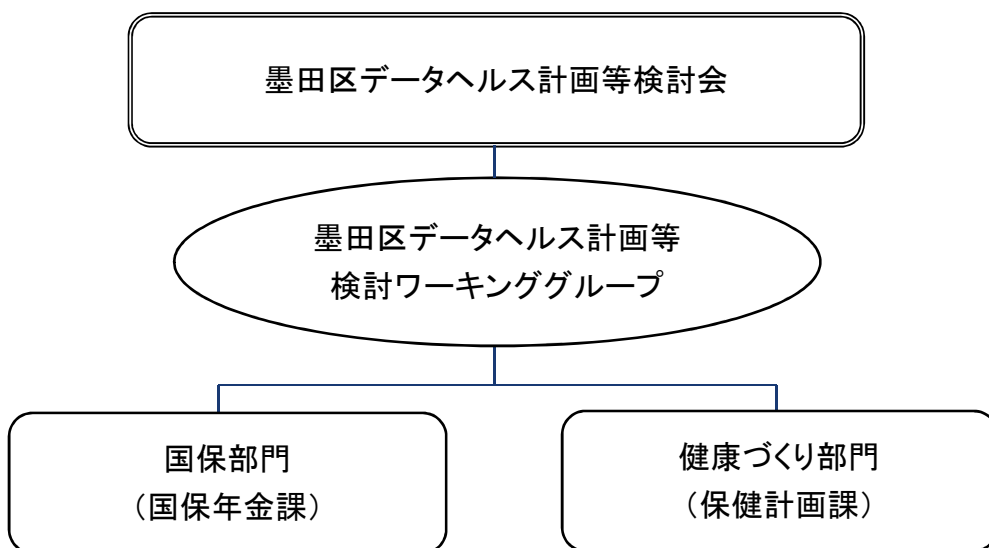 墨田区データヘルス計画等検討会
墨田区データヘルス計画等
検討ワーキンググループ
国保部門
（国保年金課）
健康づくり部門
（保健計画課）